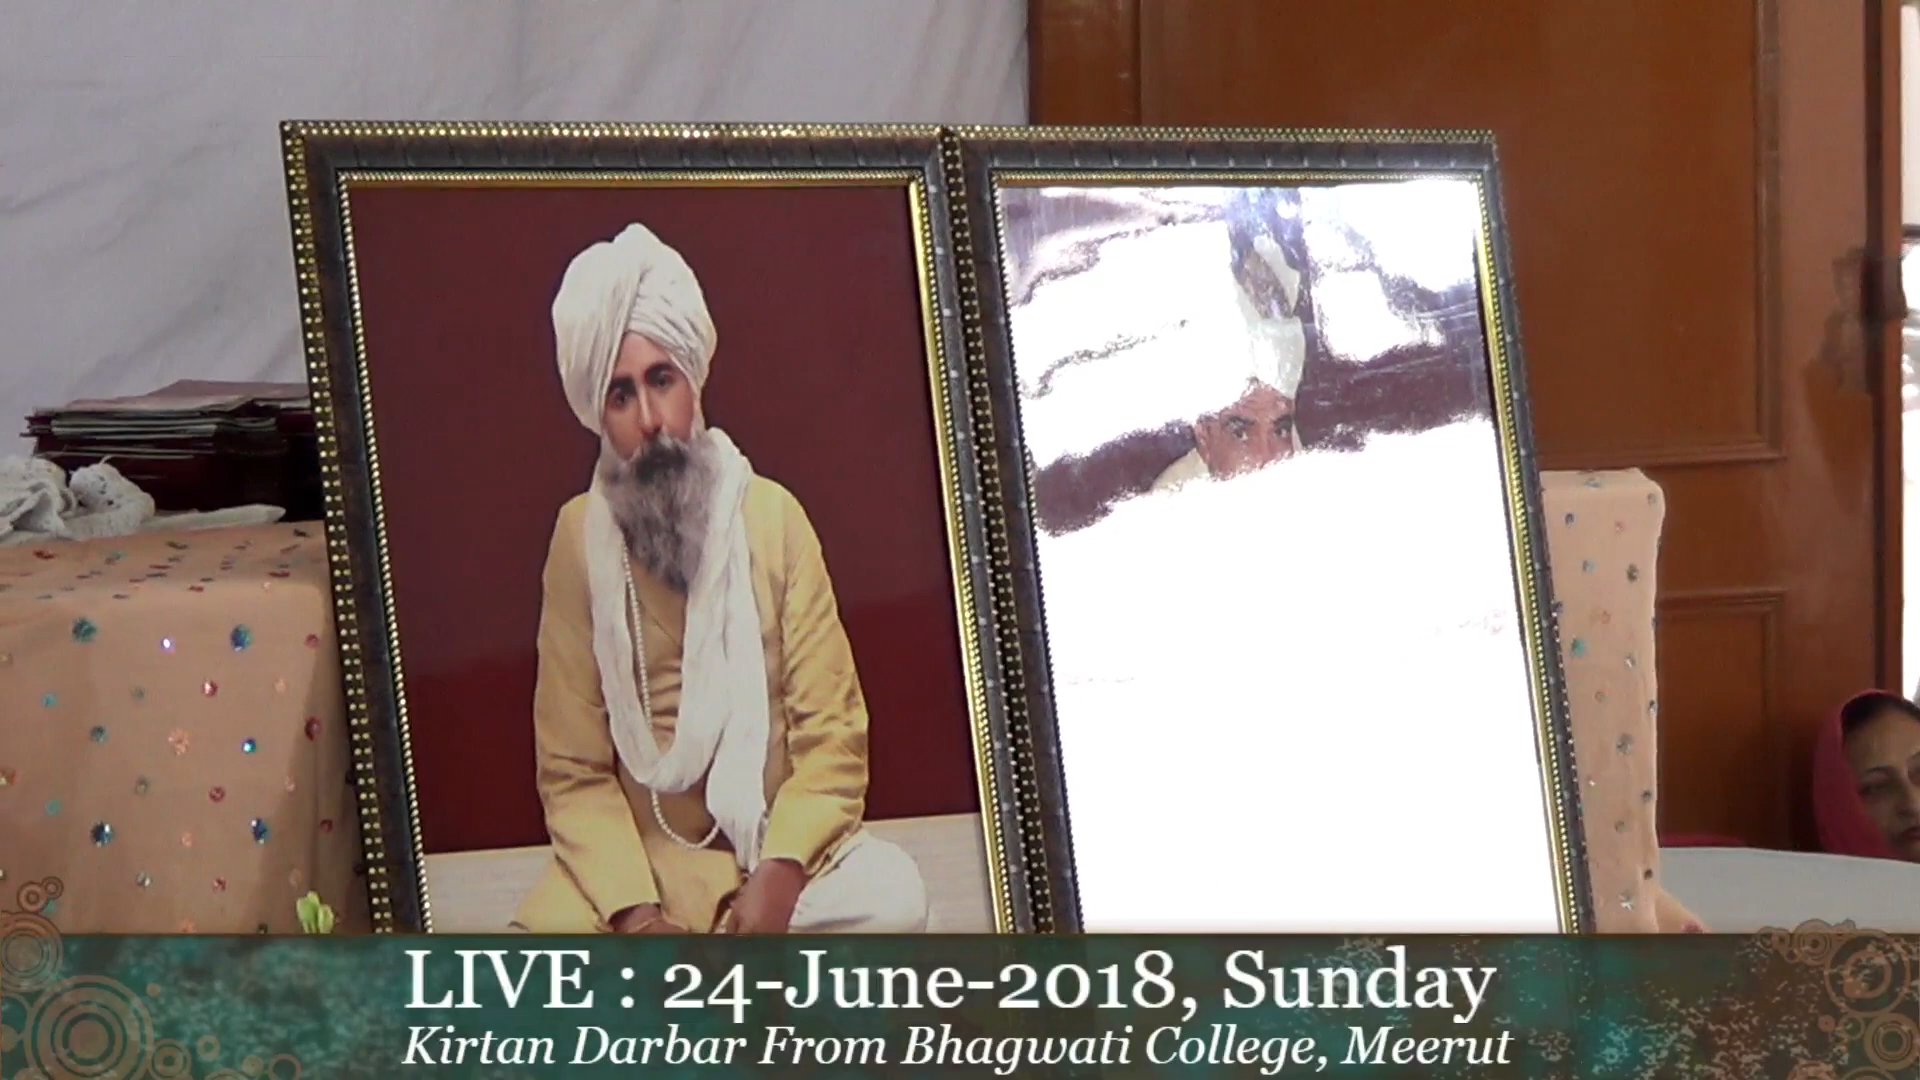 LIVE : 24-June-2018, Sunday
Kirtan Darbar From Bhagwati College, Meerut